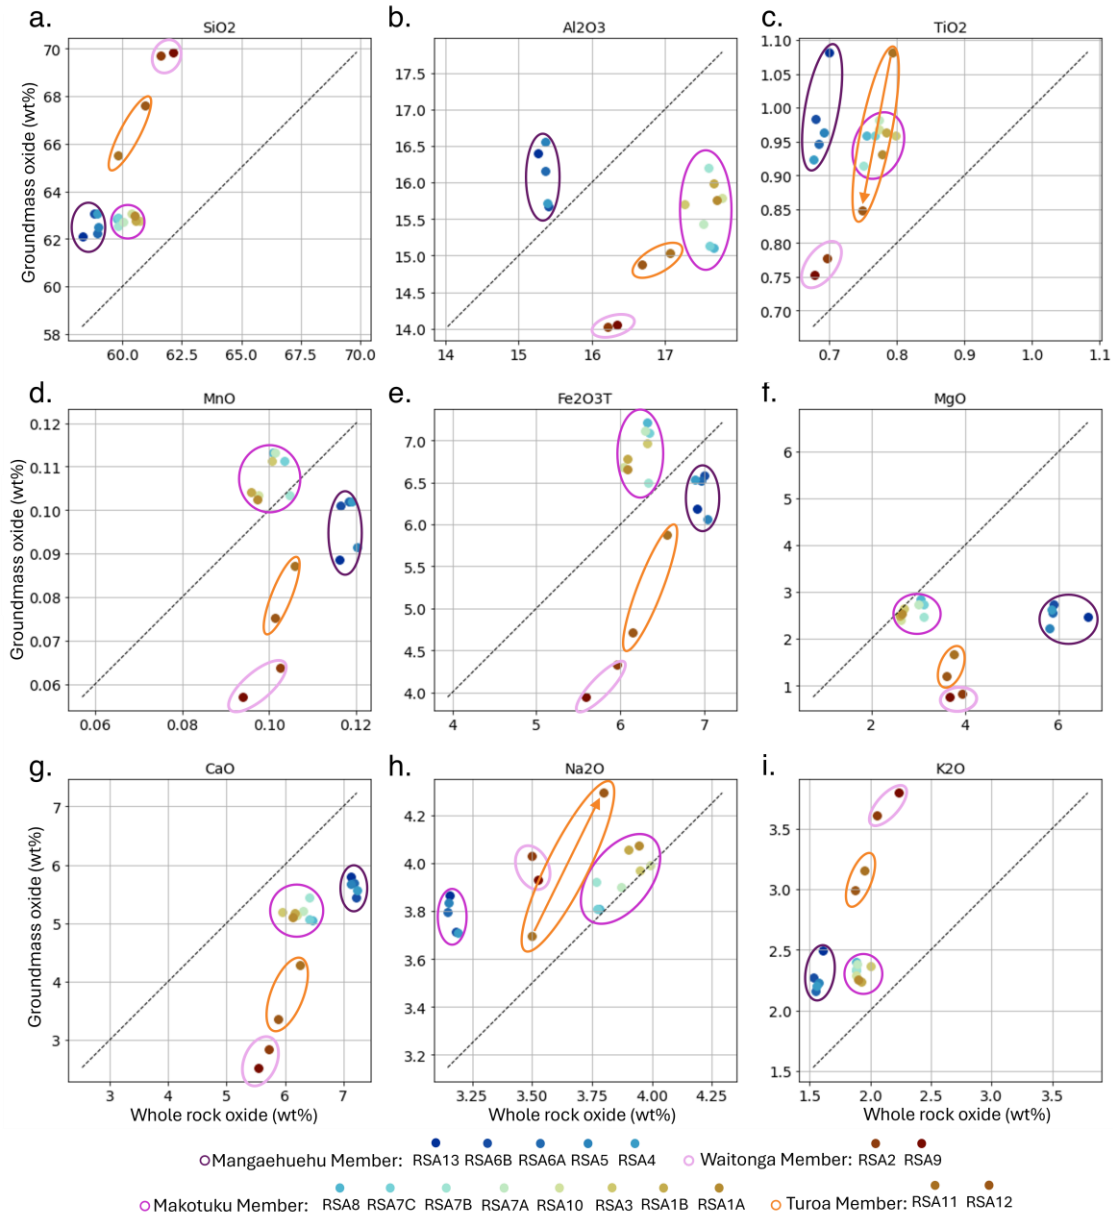 a. SiO2
b. Al2O3
c. TiO2
Groundmass oxide (wt%)
70
68
66
64
62
60
58
60.0 62.5 65.0 67.5 70.0
17.5
17.0
16.5
16.0
15.5
15.0
14.5
14.0
14 15 16 17
1.10
1.05
1.00
0.95
0.90
0.85
0.80
0.75
0.70
0.7 0.8 0.9 1.0 1.1
d. MnO
e. Fe2O3T
f. MgO
Groundmass oxide (wt%)
0.12
0.11
0.10
0.09
0.08
0.07
0.06
0.06 0.08 0.10 0.12
7.0
6.5
6.0
5.5
5.0
4.5
4.0
4 5 6 7
6
5
4
3
2
1
2 4 6
g. CaO
h. Na2O
i. K2O
Groundmass oxide (wt%)
7
6
5
4
3
3 4 5 6 7
Whole rock oxide (wt%)
4.2
4.0
3.8
3.6
3.4
3.2
3.25 3.50 3.75 4.00 4.25
Whole rock oxide (wt%)
3.5
3.0
2.5
2.0
1.5
1.5 2.0 2.5 3.0 3.5
Whole rock oxide (wt%)
Mangaehuehu Member: RSA13 RSA6B RSA6A RSA5 RSA4 Waitonga Member: RSA2 RSA9
Makotuku Member: RSA8 RSA7C RSA7B RSA7A RSA10 RSA3 RSA1B RSA1A Turoa Member: RSA11 RSA12